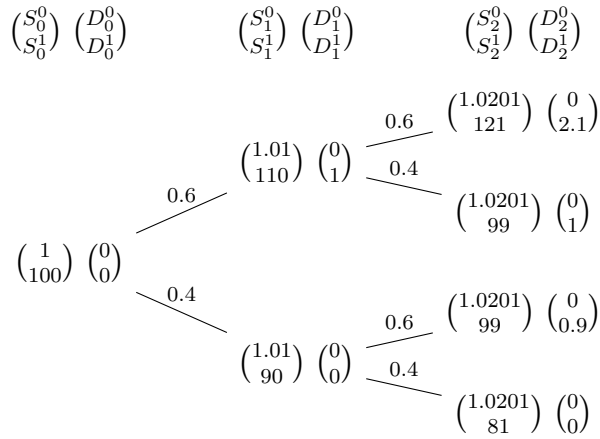 (S_0^0 S_0^1) (D_0^0 D_0^1) (S_1^0 S_1^1) (D_1^0 D_1^1) (S_2^0 S_2^1) (D_2^0 D_2^1)
0.6 (1.0201 121) (0 2.1)
(1.01 110) (0 1)
0.4
0.6 (1.0201 99) (0 1)
(1 100) (0 0)
0.4 0.6 (1.0201 99) (0 0.9)
(1.01 90) (0 0)
0.4
(1.0201 81) (0 0)